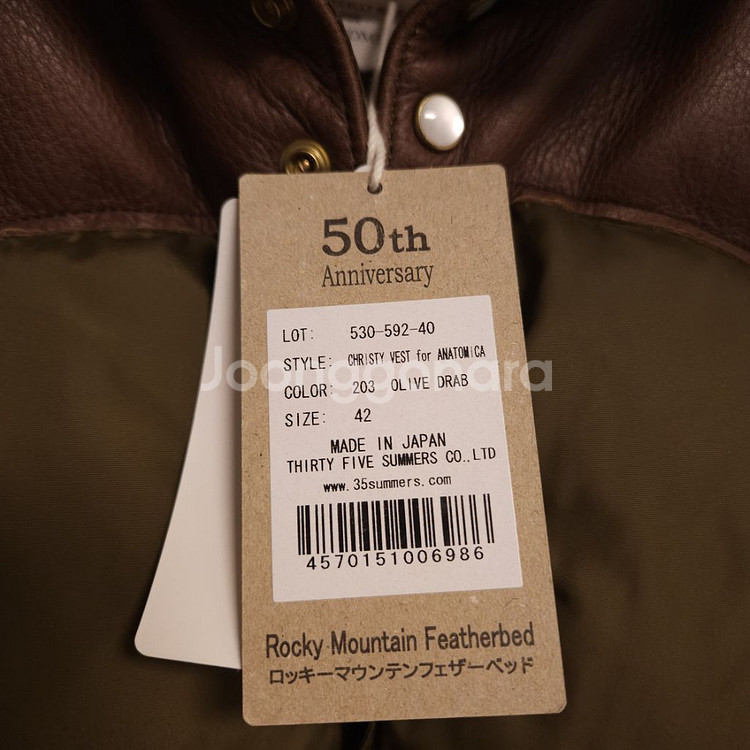 50th
Anniversary
LOT: 530-592-40
STYLE: CHRISTY VEST for ANATOMICA
COLOR: 203 OLIVE DRAB
SIZE: 42
MADE IN JAPAN
THIRTY FIVE SUMMERS CO.,LTD
www.35summers.com
4570151006986
Rocky Mountain Featherbed
ロッキーマウンテンフェザーベッド
Joonggonara